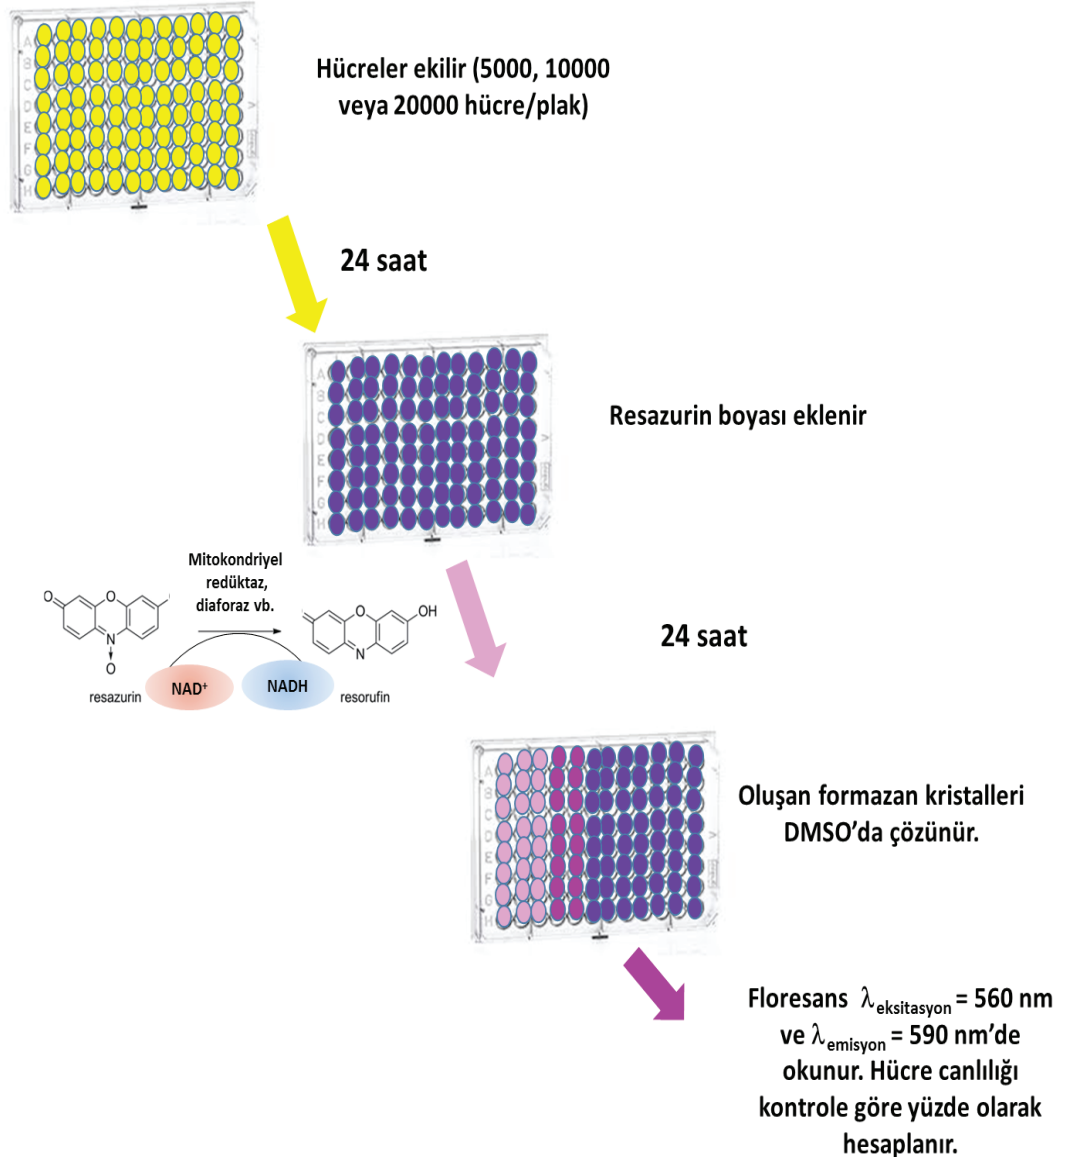 A
B
C
D
E
F
G
H
Hücreler ekilir (5000, 10000
veya 20000 hücre/plak)
24 saat
A
B
C
D
E
F
G
H
Resazurin boyası eklenir
Mitokondriyel
redüktaz,
diaforaz vb.
O
O
N
O
resazurin
NAD⁺
NADH
O
OH
N
resorufin
24 saat
A
B
C
D
E
F
G
H
Oluşan formazan kristalleri
DMSO’da çözünür.
Floresans λeksitasyon = 560 nm
ve λemisyon = 590 nm’de
okunur. Hücre canlılığı
kontrole göre yüzde olarak
hesaplanır.